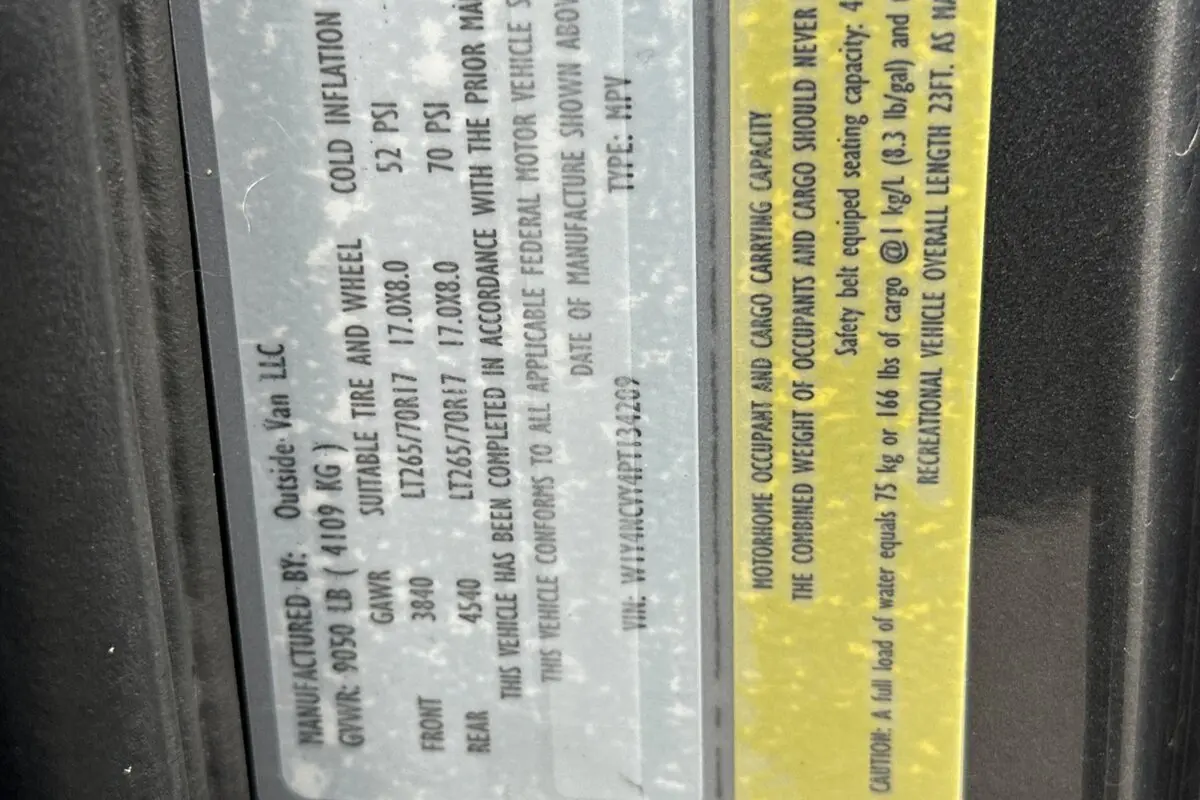 MANUFACTURED BY: Outside Van LLC
GVWR: 9050 LB ( 4109 KG )
GAWR SUITABLE TIRE AND WHEEL COLD INFLATION
FRONT 3840 LT265/70R17 17.0X8.0 52 PSI
REAR 4540 LT265/70R17 17.0X8.0 70 PSI
THIS VEHICLE HAS BEEN COMPLETED IN ACCORDANCE WITH THE PRIOR
THIS VEHICLE CONFORMS TO ALL APPLICABLE FEDERAL MOTOR VEHICLE S
DATE OF MANUFACTURE SHOWN ABOV
VIN: W1Y4NCVY4PT134209 TYPE: MPV
MOTORHOME OCCUPANT AND CARGO CARRYING CAPACITY
THE COMBINED WEIGHT OF OCCUPANTS AND CARGO SHOULD NEVER
Safety belt equiped seating capacity: 4
CAUTION: A full load of water equals 75 kg or 166 lbs of cargo @1 kg/L (8.3 lb/gal) and
RECREATIONAL VEHICLE OVERALL LENGTH 23FT. AS MA